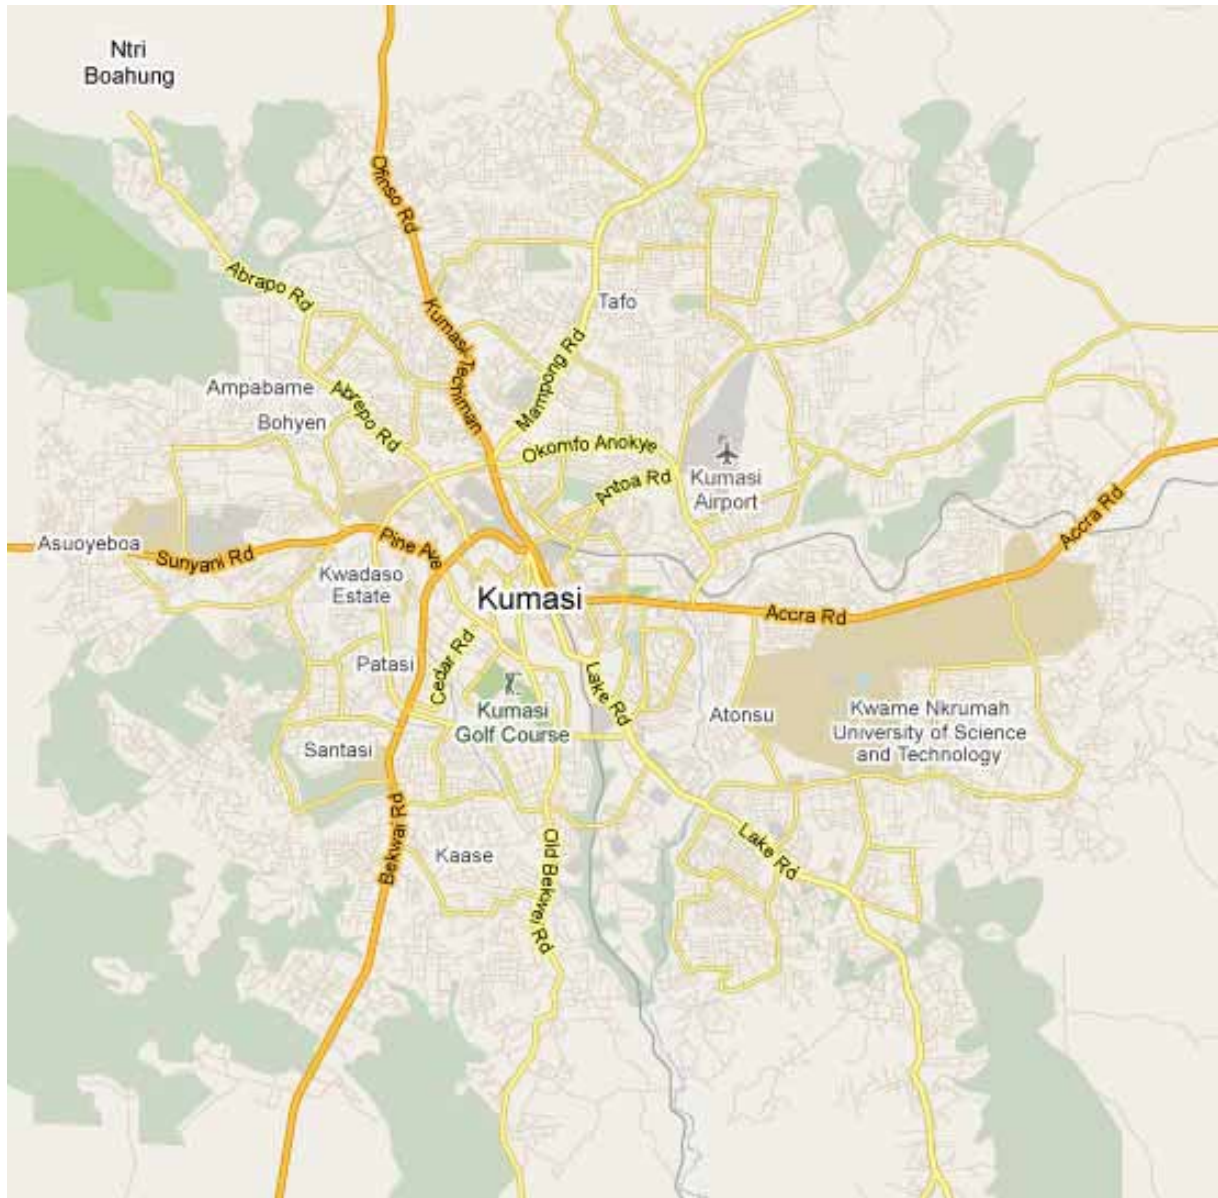 Ntri
Boahung
Ofinso Rd
Abrapo Rd
Tafo
Kumasi-Techiman
Mampong Rd
Ampabame
Abrepo Rd
Bohyen
Okomfo Anokye
Antoa Rd
Kumasi
Airport
Accra Rd
Asuoyeboa
Sunyani Rd
Pine Ave
Kwadaso
Estate
Kumasi
Accra Rd
Cedar Rd
Patasi
Lake Rd
Kumasi
Golf Course
Atonsu
Kwame Nkrumah
University of Science
and Technology
Santasi
Bekwai Rd
Kaase
Old Bekwei Rd
Lake Rd